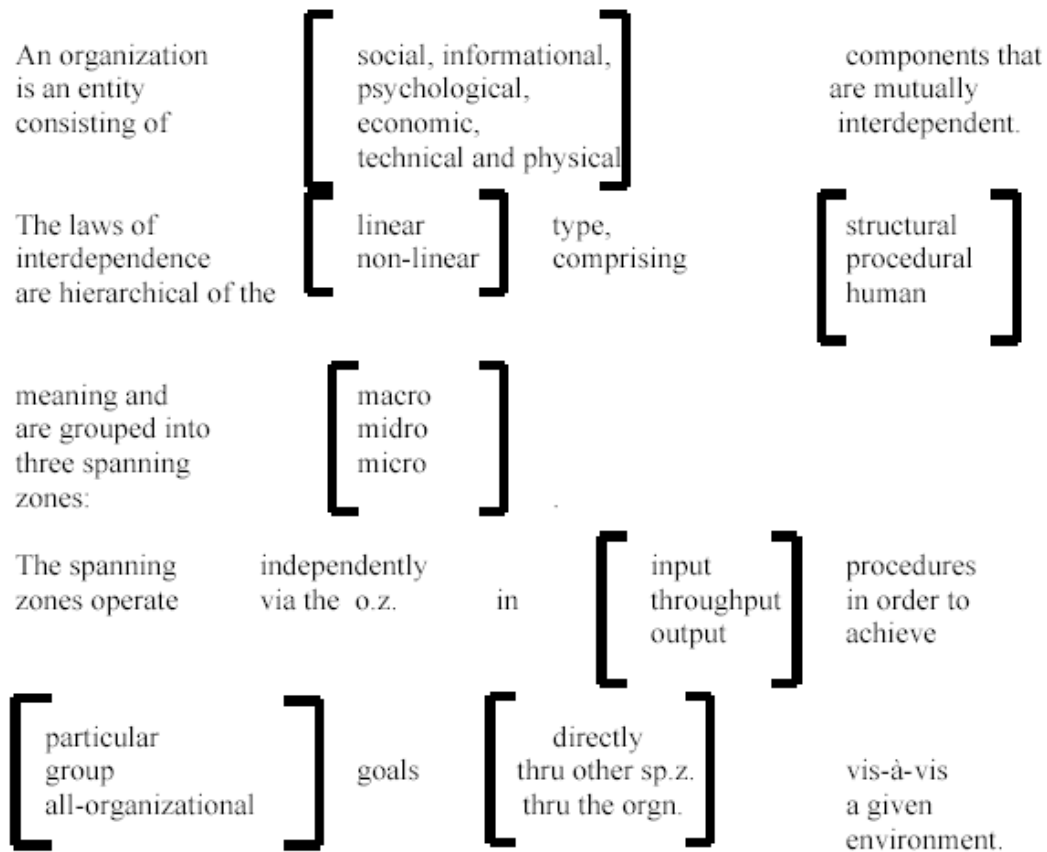 An organization social, informational, components that
is an entity psychological, are mutually
consisting of economic, interdependent.
technical and physical
The laws of linear type, structural
interdependence non-linear comprising procedural
are hierarchical of the human
meaning and macro
are grouped into midro
three spanning micro
zones: .
The spanning independently input procedures
zones operate via the o.z. in throughput in order to
output achieve
particular directly
group goals thru other sp.z. vis-à-vis
all-organizational thru the orgn. a given
environment.